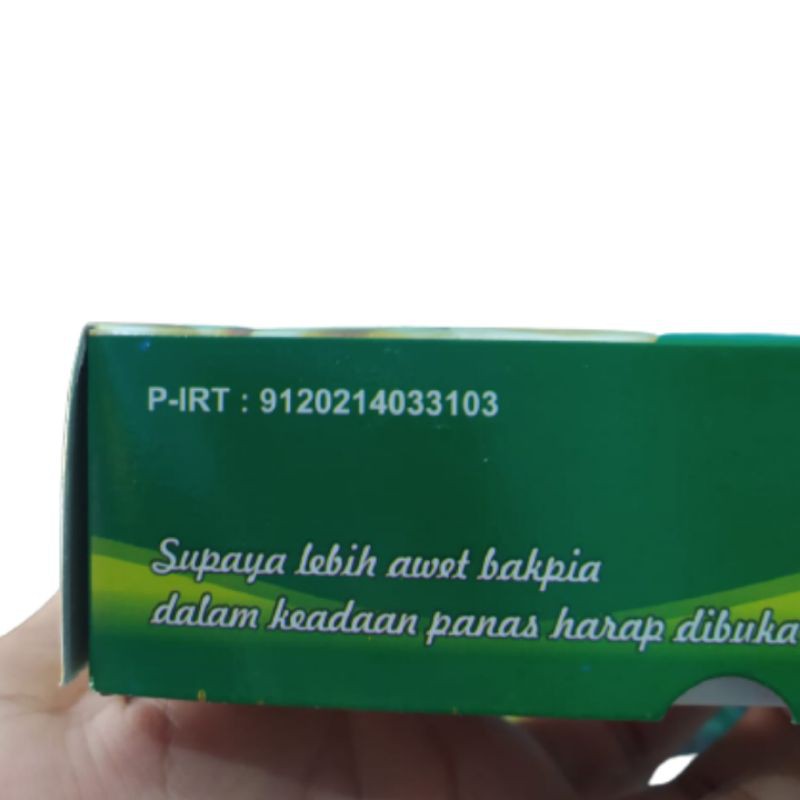 P-IRT : 9120214033103
Supaya lebih awet bakpia
dalam keadaan panas harap dibuka